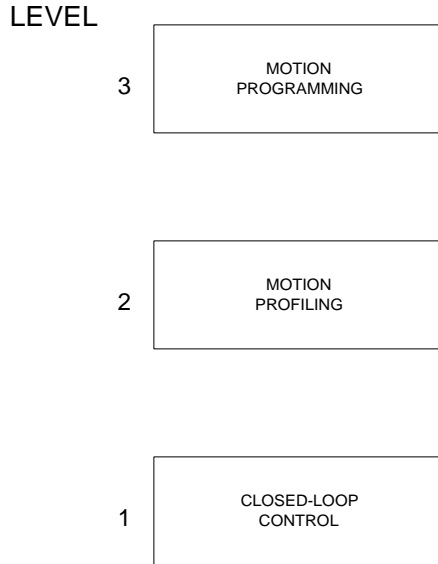 LEVEL
3
MOTION
PROGRAMMING
2
MOTION
PROFILING
1
CLOSED-LOOP
CONTROL